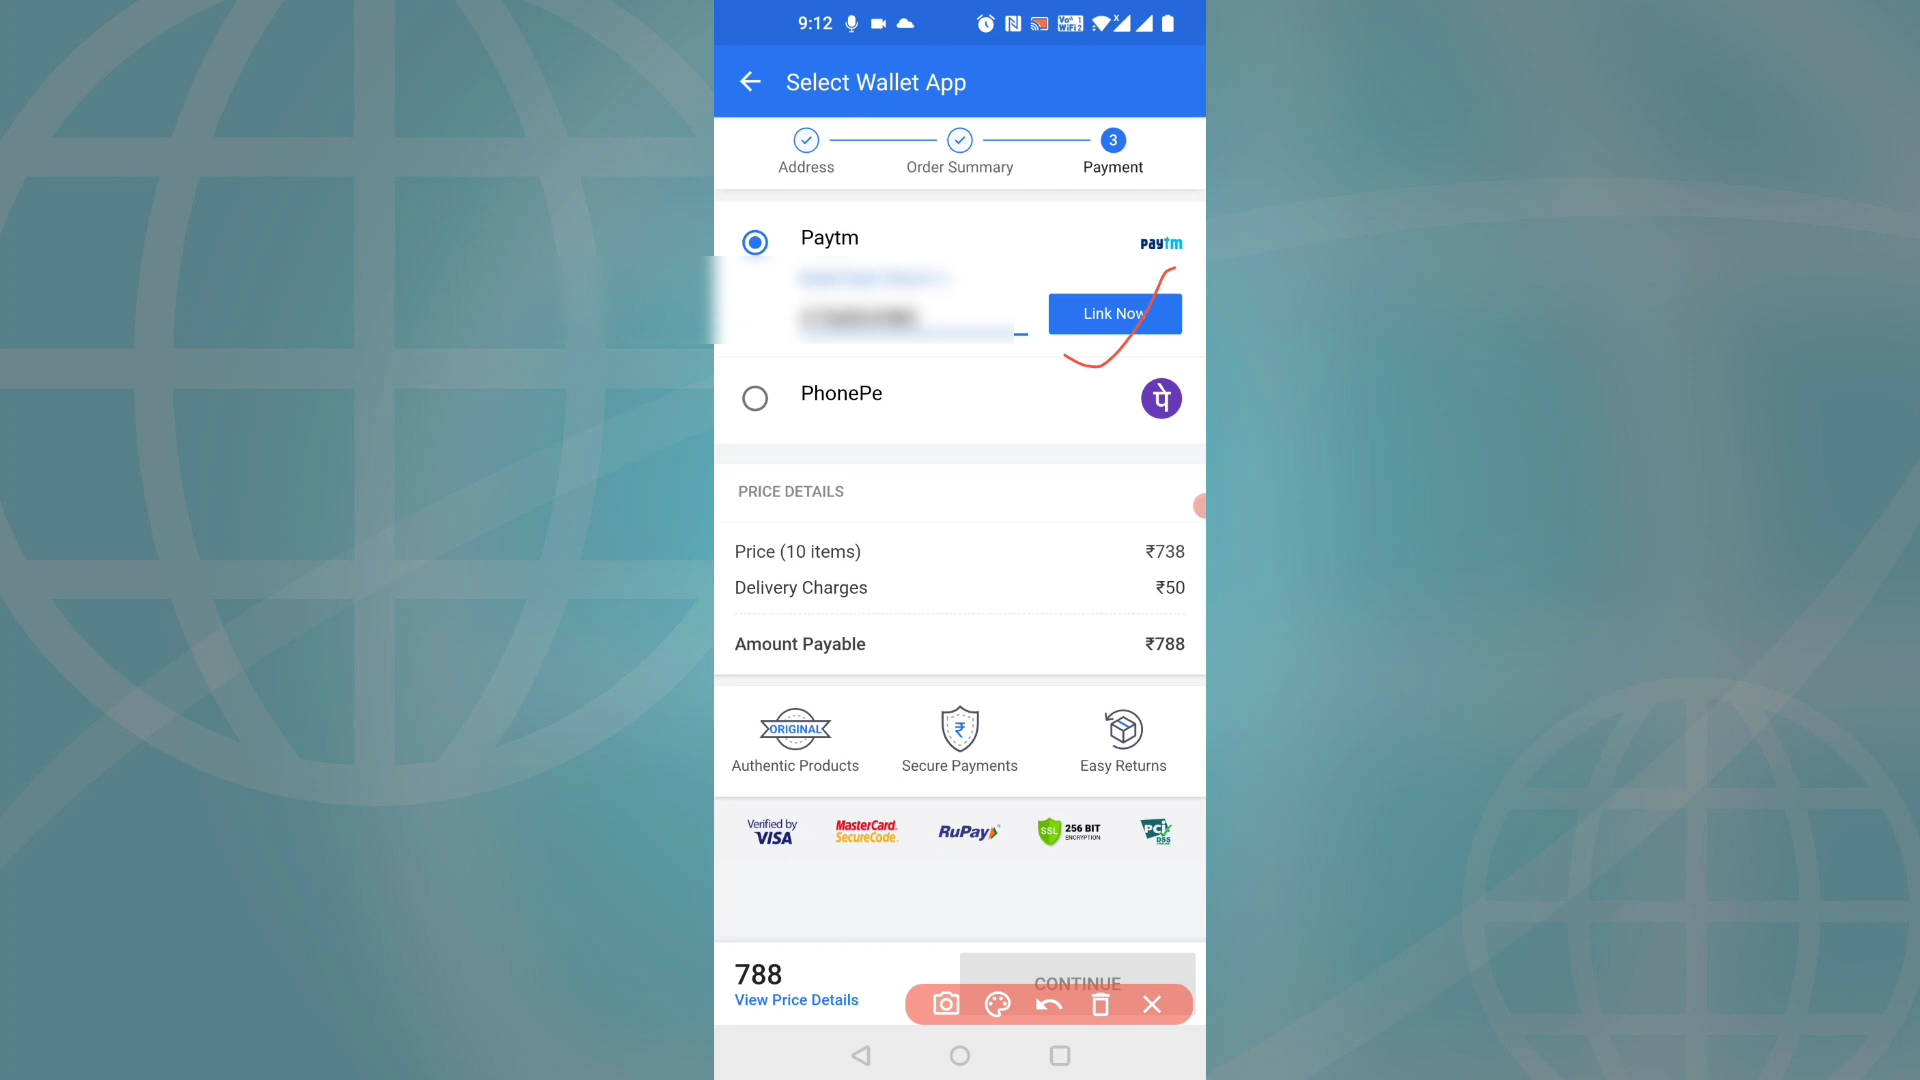 9:12
Select Wallet App
3
Address
Order Summary
Payment
Paytm
paytm
Link Now
PhonePe
पे
PRICE DETAILS
Price (10 items)
₹738
Delivery Charges
₹50
Amount Payable
₹788
ORIGINAL
₹
Authentic Products
Secure Payments
Easy Returns
Verified by
VISA
MasterCard.
SecureCode.
RuPay
SSL
256 BIT
ENCRYPTION
PCI
DSS
788
View Price Details
CONTINUE